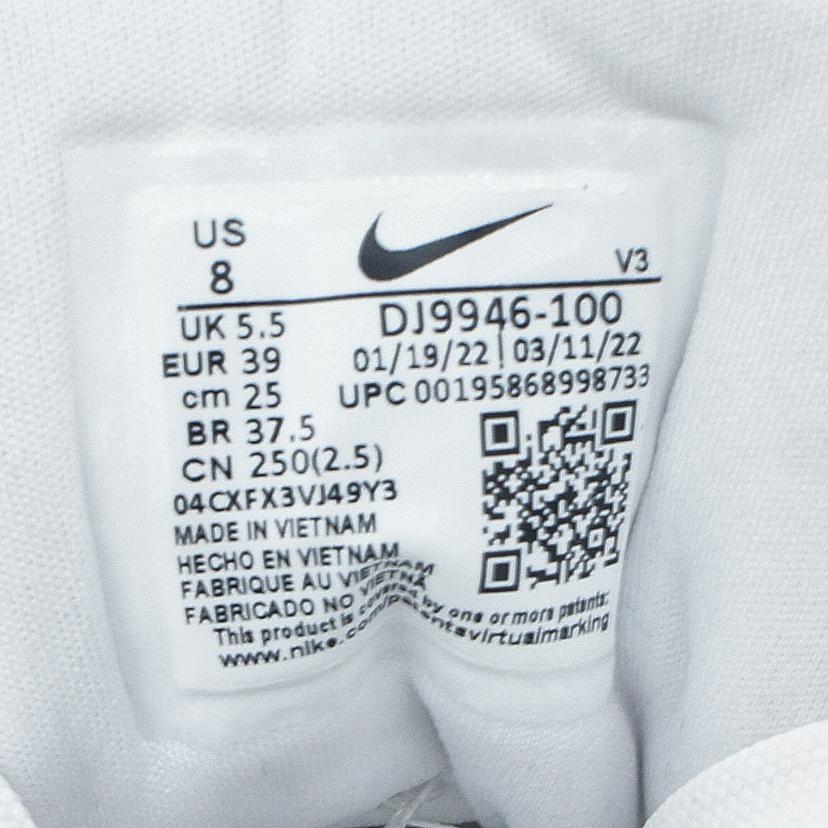 US
8
V3
UK 5.5
DJ9946-100
EUR 39
01/19/22 | 03/11/22
cm 25
UPC 00195868998733
BR 37.5
CN 250(2.5)
04CXFX3VJ49Y3
MADE IN VIETNAM
HECHO EN VIETNAM
FABRIQUE AU VIETNAM
FABRICADO NO VIETNÃ
This product is covered by one or more patents:
www.nike.com/patentsvirtualmarking